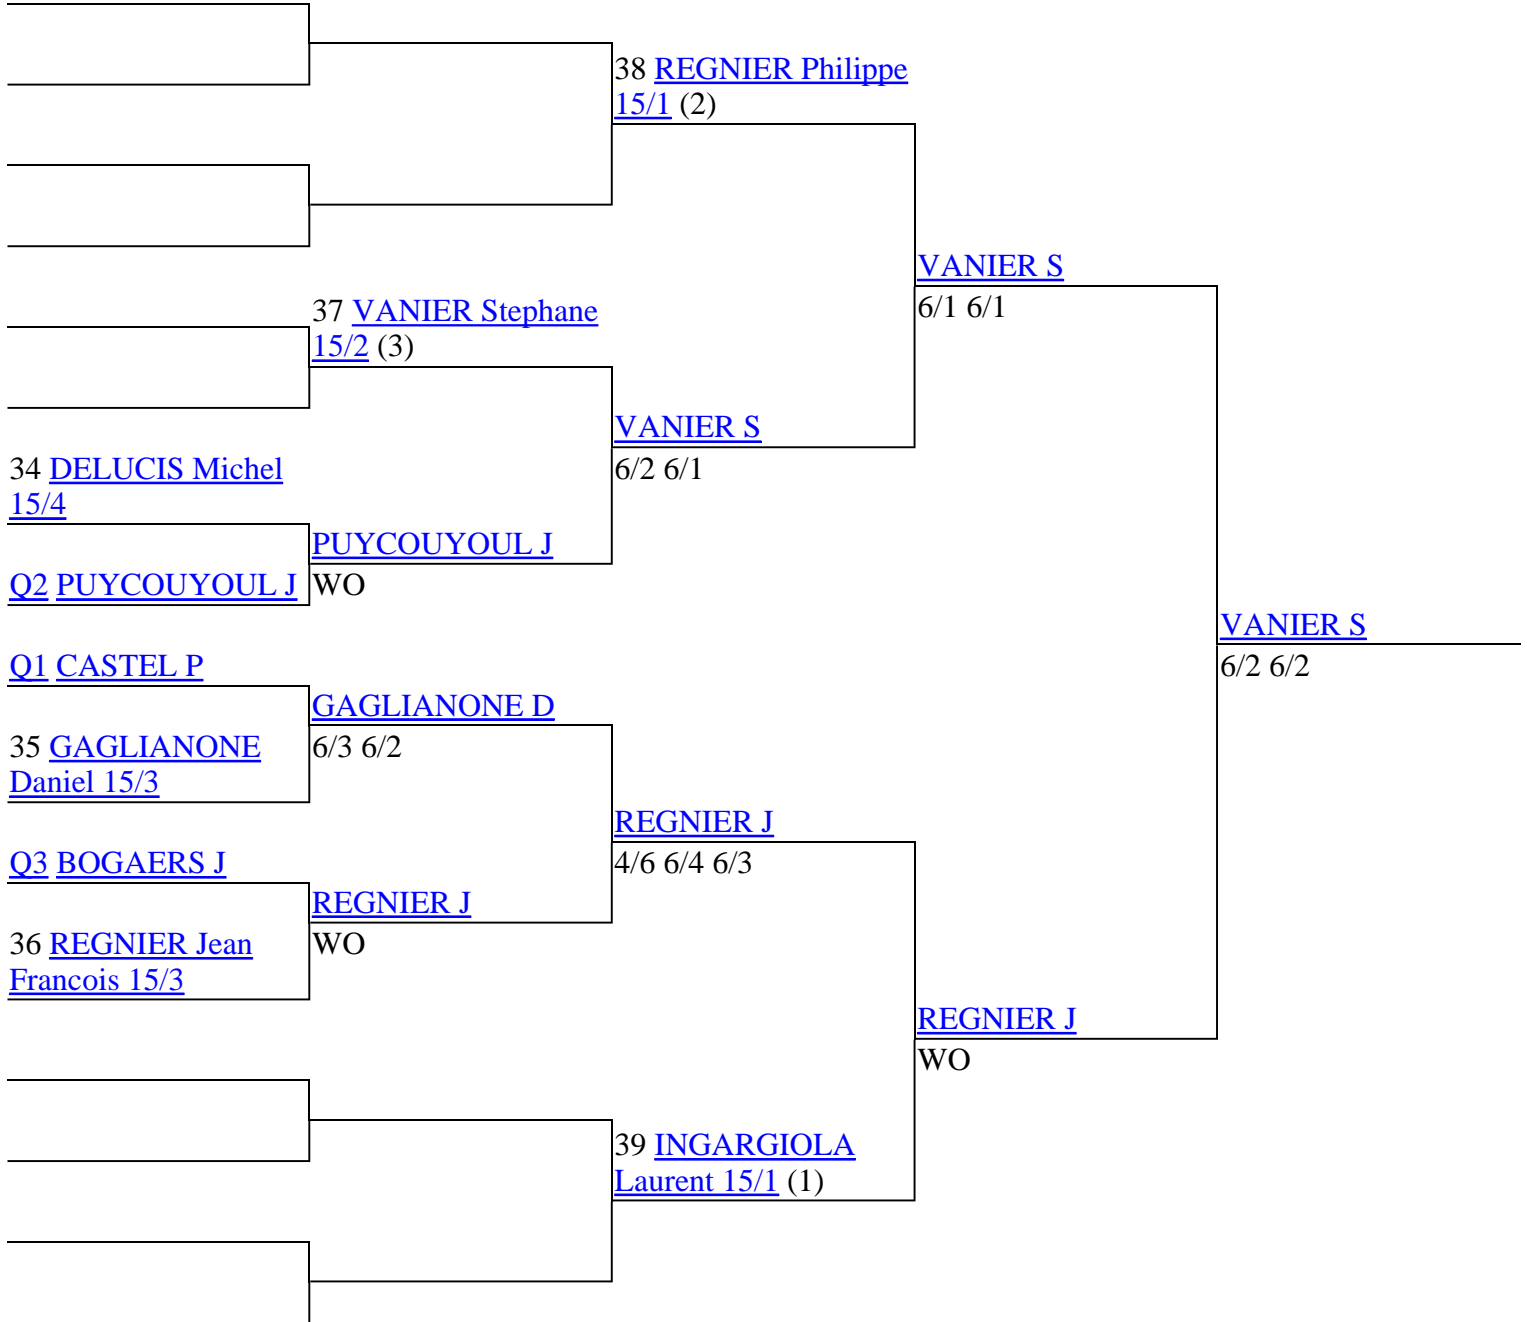 38 REGNIER Philippe
15/1 (2)
VANIER S
6/1 6/1
37 VANIER Stephane
15/2 (3)
VANIER S
6/2 6/1
34 DELUCIS Michel
15/4
PUYCOUYOUL J
Q2 PUYCOUYOUL J
WO
VANIER S
6/2 6/2
Q1 CASTEL P
GAGLIANONE D
35 GAGLIANONE
Daniel 15/3
6/3 6/2
REGNIER J
4/6 6/4 6/3
Q3 BOGAERS J
REGNIER J
36 REGNIER Jean
Francois 15/3
WO
REGNIER J
WO
39 INGARGIOLA
Laurent 15/1 (1)